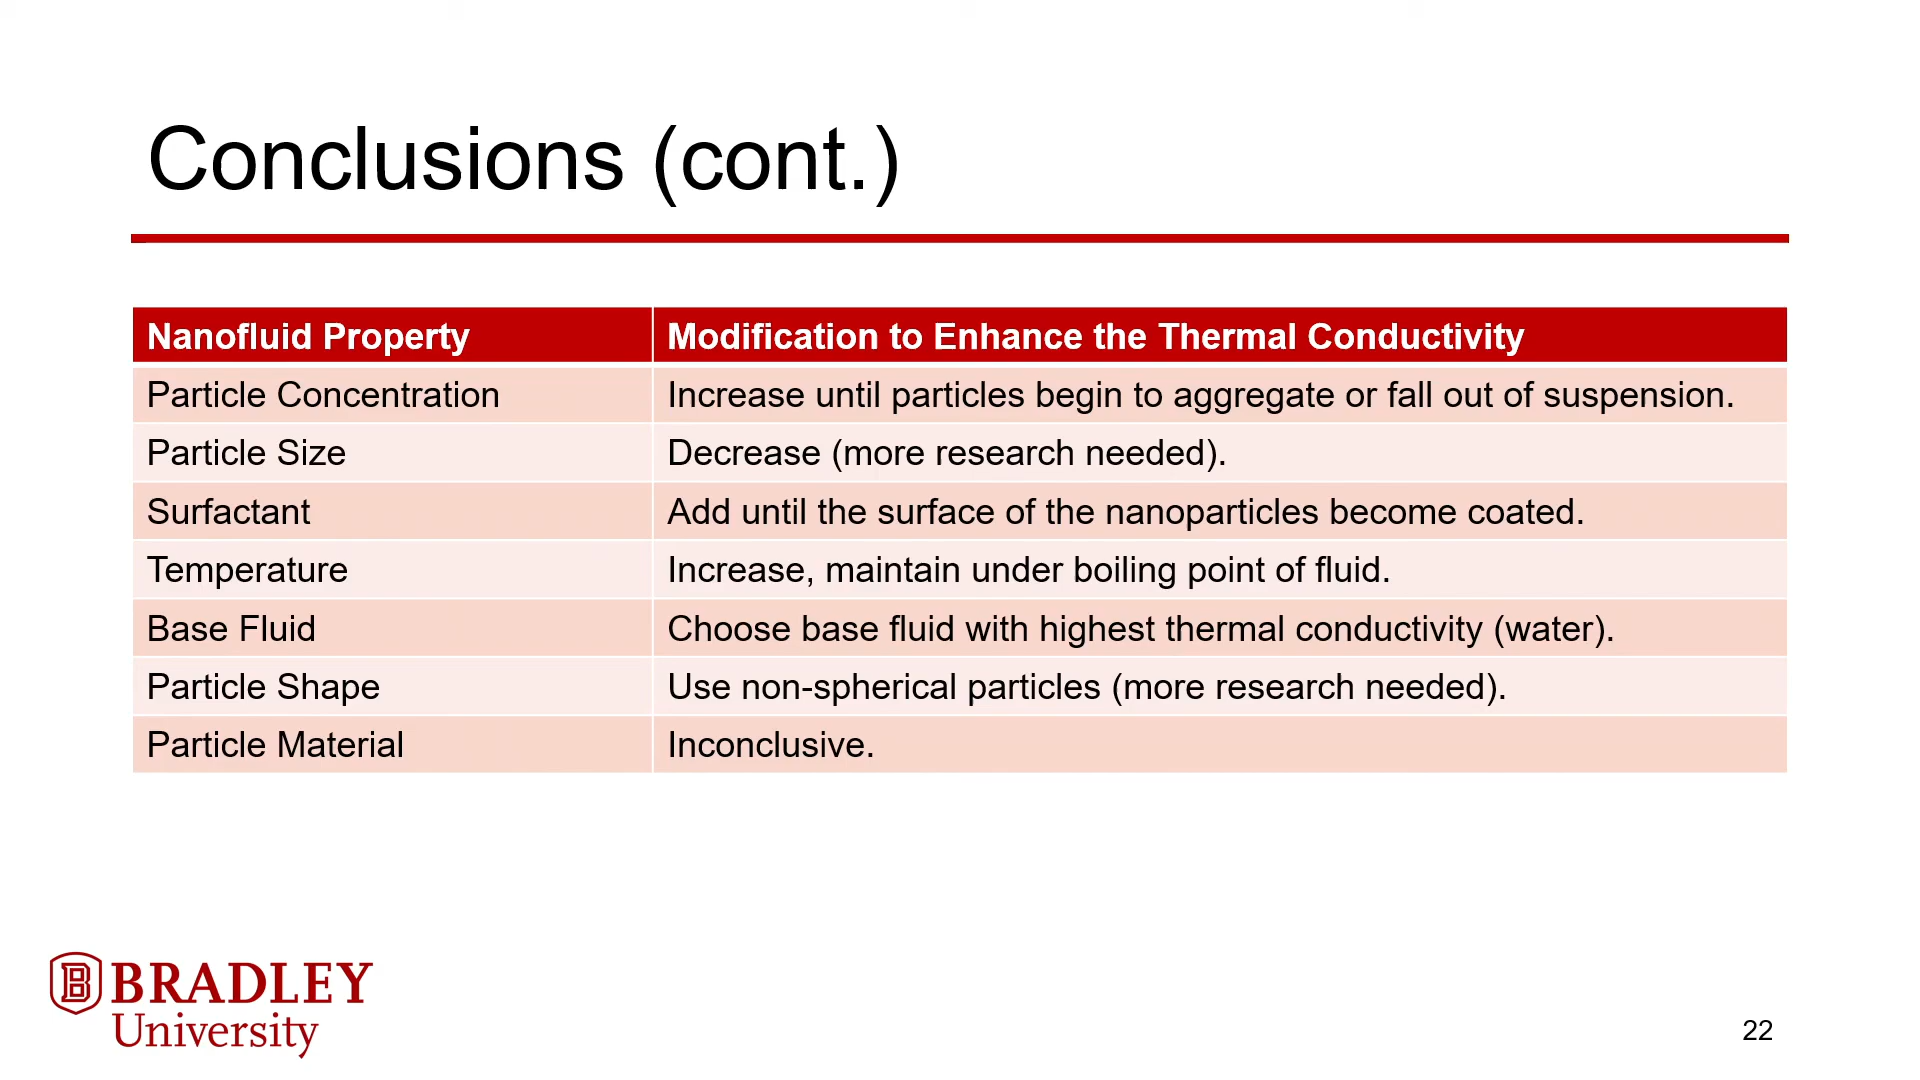 Conclusions (cont.)
Nanofluid Property
Modification to Enhance the Thermal Conductivity
Particle Concentration
Increase until particles begin to aggregate or fall out of suspension.
Particle Size
Decrease (more research needed).
Surfactant
Add until the surface of the nanoparticles become coated.
Temperature
Increase, maintain under boiling point of fluid.
Base Fluid
Choose base fluid with highest thermal conductivity (water).
Particle Shape
Use non-spherical particles (more research needed).
Particle Material
Inconclusive.
B BRADLEY
University
22